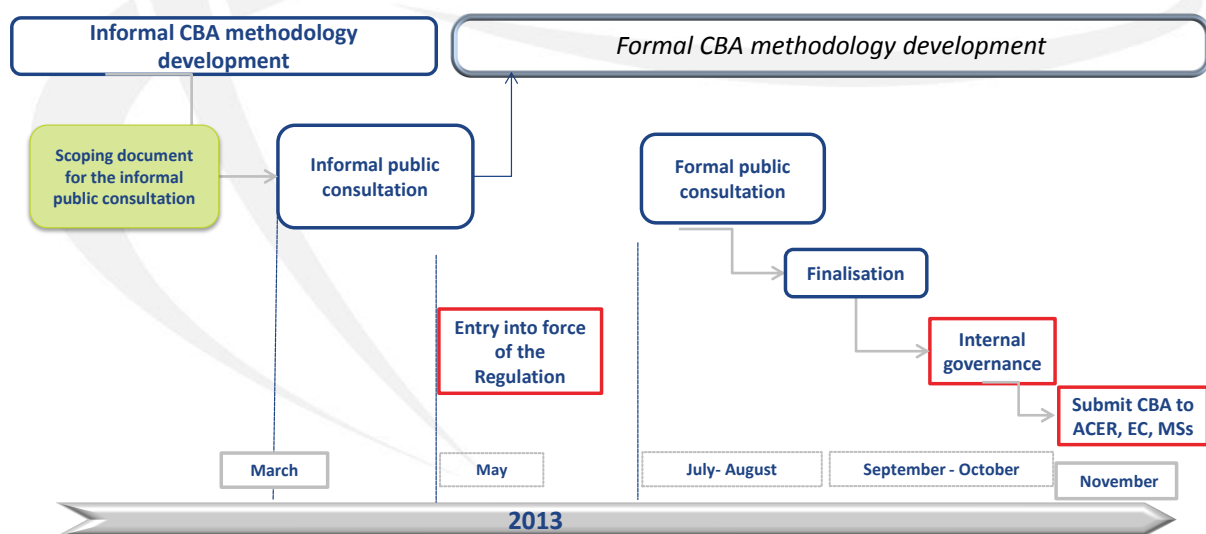 Informal CBA methodology
development
Formal CBA methodology development
Scoping document
for the informal
public consultation
Informal public
consultation
Formal public
consultation
Finalisation
Entry into force
of the
Regulation
Internal
governance
Submit CBA to
ACER, EC, MSs
March
May
July- August
September - October
November
2013